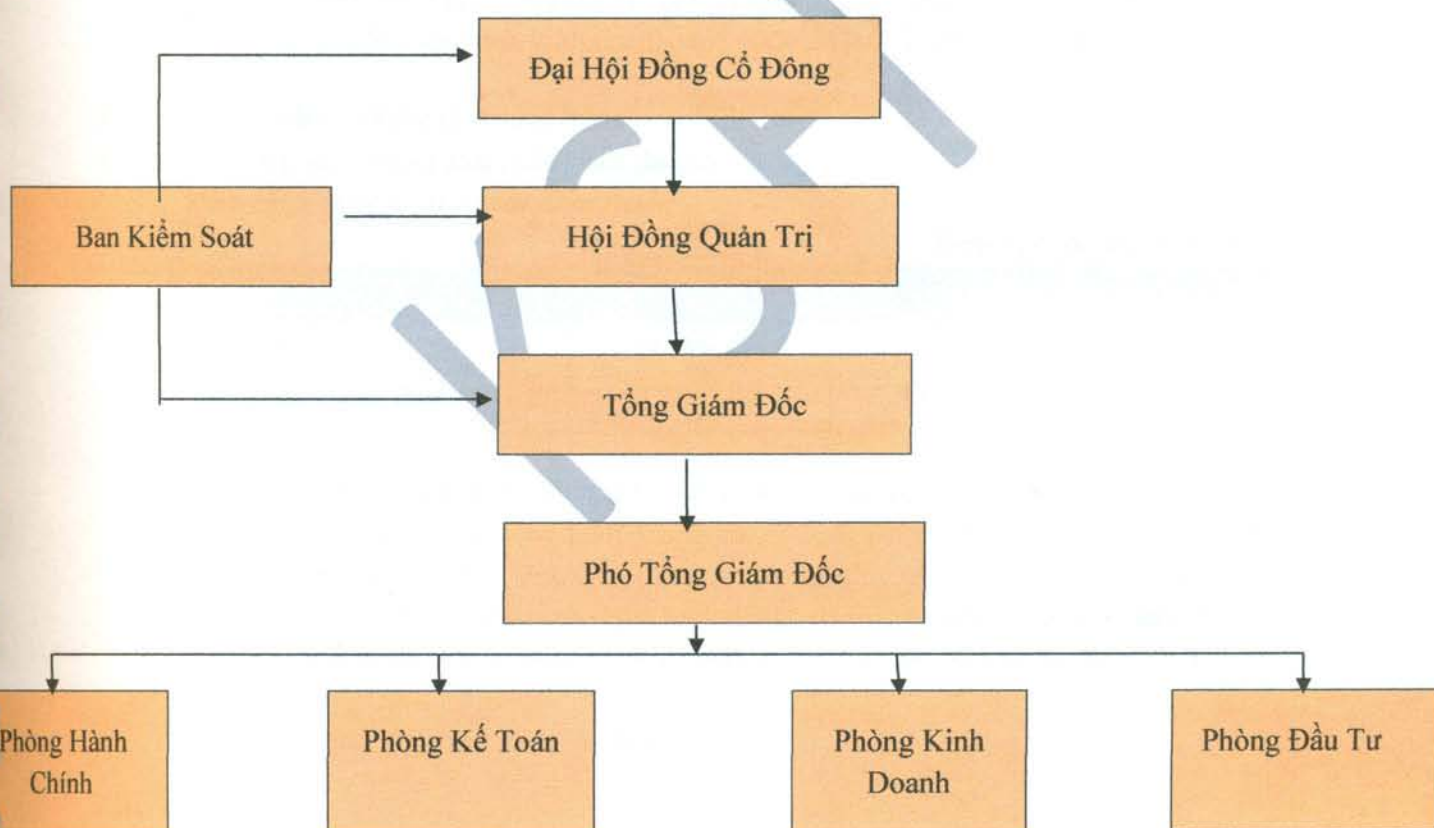 Đại Hội Đồng Cổ Đông
Ban Kiểm Soát
Hội Đồng Quản Trị
Tổng Giám Đốc
Phó Tổng Giám Đốc
Phòng Hành
Chính
Phòng Kế Toán
Phòng Kinh
Doanh
Phòng Đầu Tư